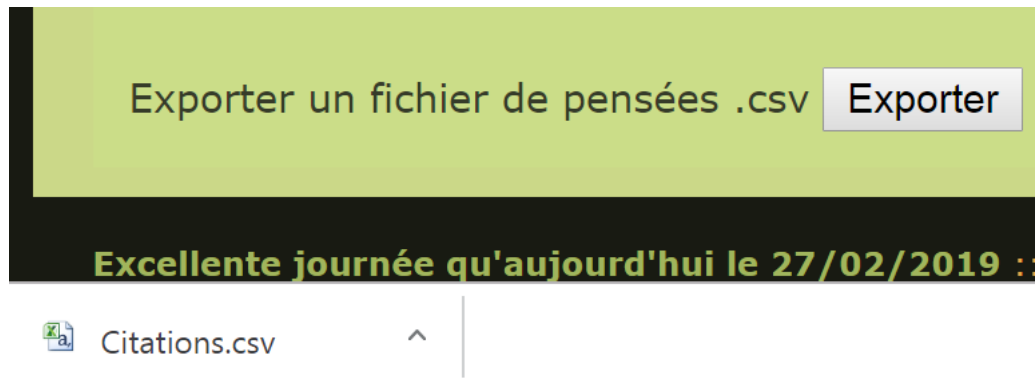 Exporter un fichier de pensées .csv Exporter
Excellente journée qu'aujourd'hui le 27/02/2019 ::
Citations.csv